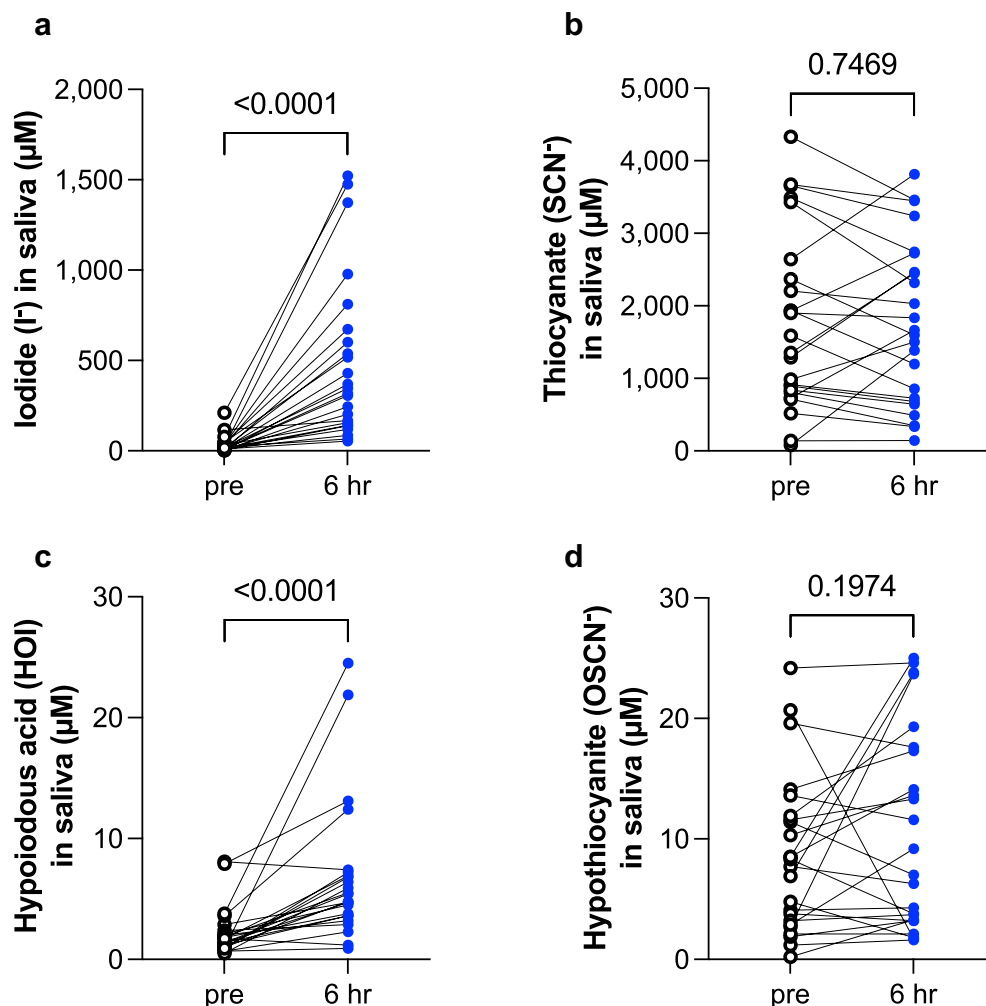 a
<0.0001
2,000
1,500
1,000
500
0
Iodide (I⁻) in saliva (µM)
pre
6 hr
b
0.7469
5,000
4,000
3,000
2,000
1,000
0
Thiocyanate (SCN⁻)
in saliva (µM)
pre
6 hr
c
<0.0001
30
20
10
0
Hypoiodous acid (HOI)
in saliva (µM)
pre
6 hr
d
0.1974
30
20
10
0
Hypothiocyanite (OSCN⁻)
in saliva (µM)
pre
6 hr